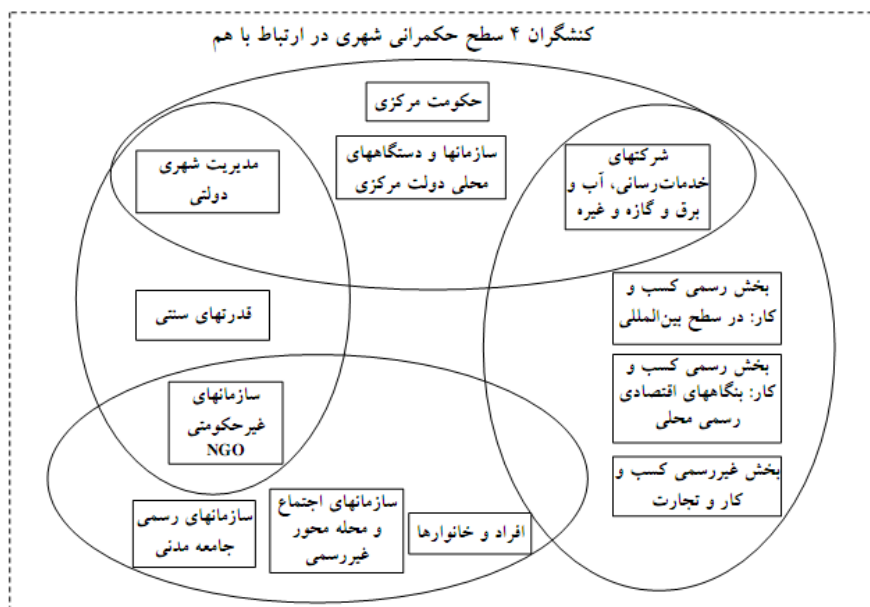 کنشگران ۴ سطح حکمرانی شهری در ارتباط با هم
حکومت مرکزی
سازمانها و دستگاههای
محلی دولت مرکزی
شرکتهای
خدمات‌رسانی، آب و
برق و گازه و غیره
مدیریت شهری
دولتی
بخش رسمی کسب و
کار: در سطح بین‌المللی
قدرتهای سنتی
بخش رسمی کسب و
کار: بنگاههای اقتصادی
رسمی محلی
سازمانهای
غیرحکومتی
NGO
بخش غیررسمی کسب و
کار و تجارت
افراد و خانوارها
سازمانهای اجتماع
و محله محور
غیررسمی
سازمانهای رسمی
جامعه مدنی